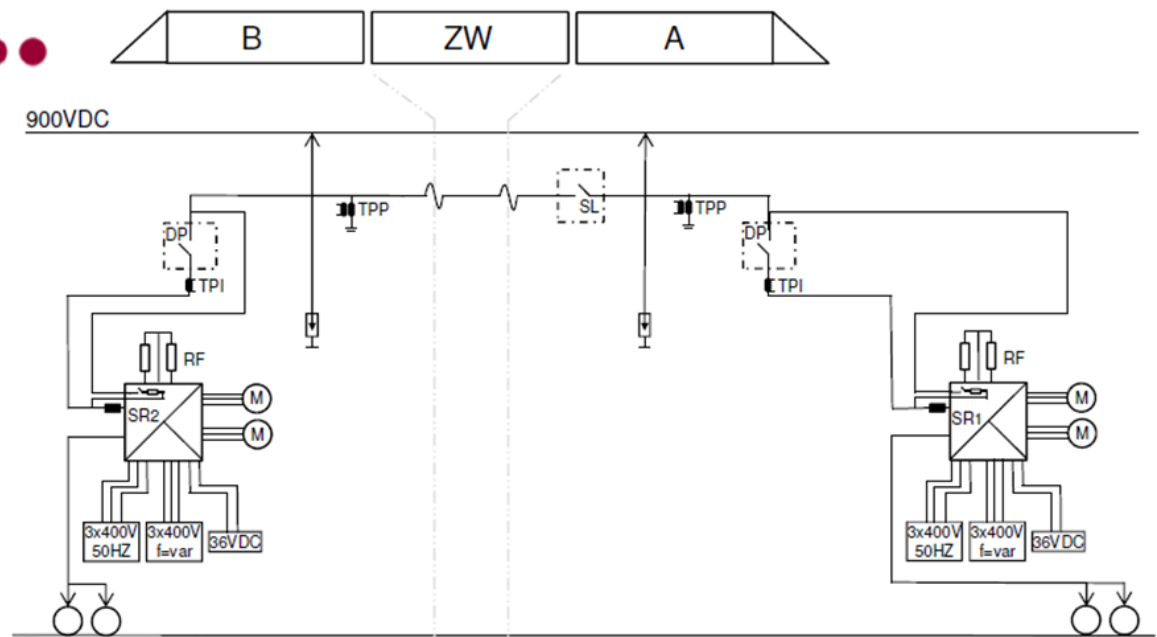 B
ZW
A
900VDC
TPP
SL
TPP
DP
DP
TPI
TPI
RF
RF
SR2
M
M
SR1
M
M
3x400V
50HZ
3x400V
f=var
36VDC
3x400V
50HZ
3x400V
f=var
36VDC